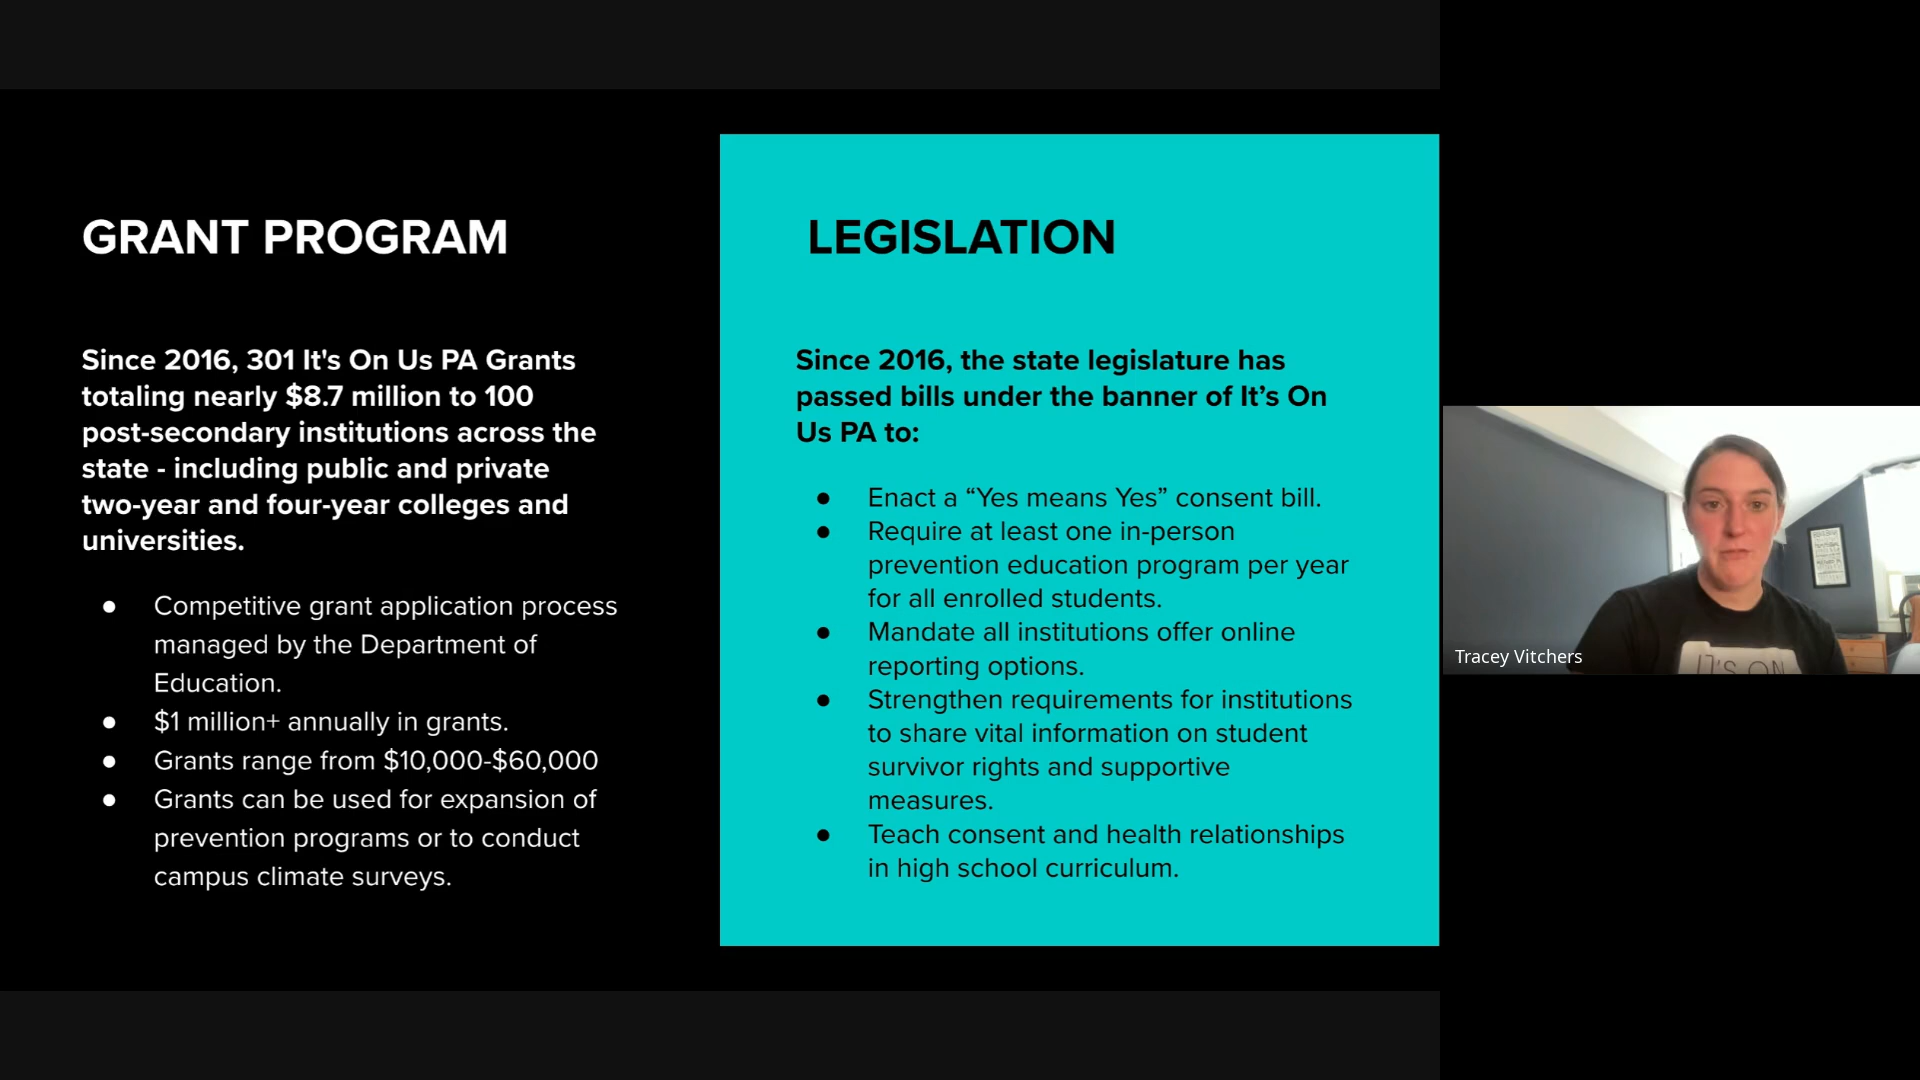 GRANT PROGRAM
Since 2016, 301 It's On Us PA Grants
totaling nearly $8.7 million to 100
post-secondary institutions across the
state - including public and private
two-year and four-year colleges and
universities.
● Competitive grant application process
managed by the Department of
Education.
● $1 million+ annually in grants.
● Grants range from $10,000-$60,000
● Grants can be used for expansion of
prevention programs or to conduct
campus climate surveys.
LEGISLATION
Since 2016, the state legislature has
passed bills under the banner of It’s On
Us PA to:
● Enact a “Yes means Yes” consent bill.
● Require at least one in-person
prevention education program per year
for all enrolled students.
● Mandate all institutions offer online
reporting options.
● Strengthen requirements for institutions
to share vital information on student
survivor rights and supportive
measures.
● Teach consent and health relationships
in high school curriculum.
Tracey Vitchers
IT'S ON